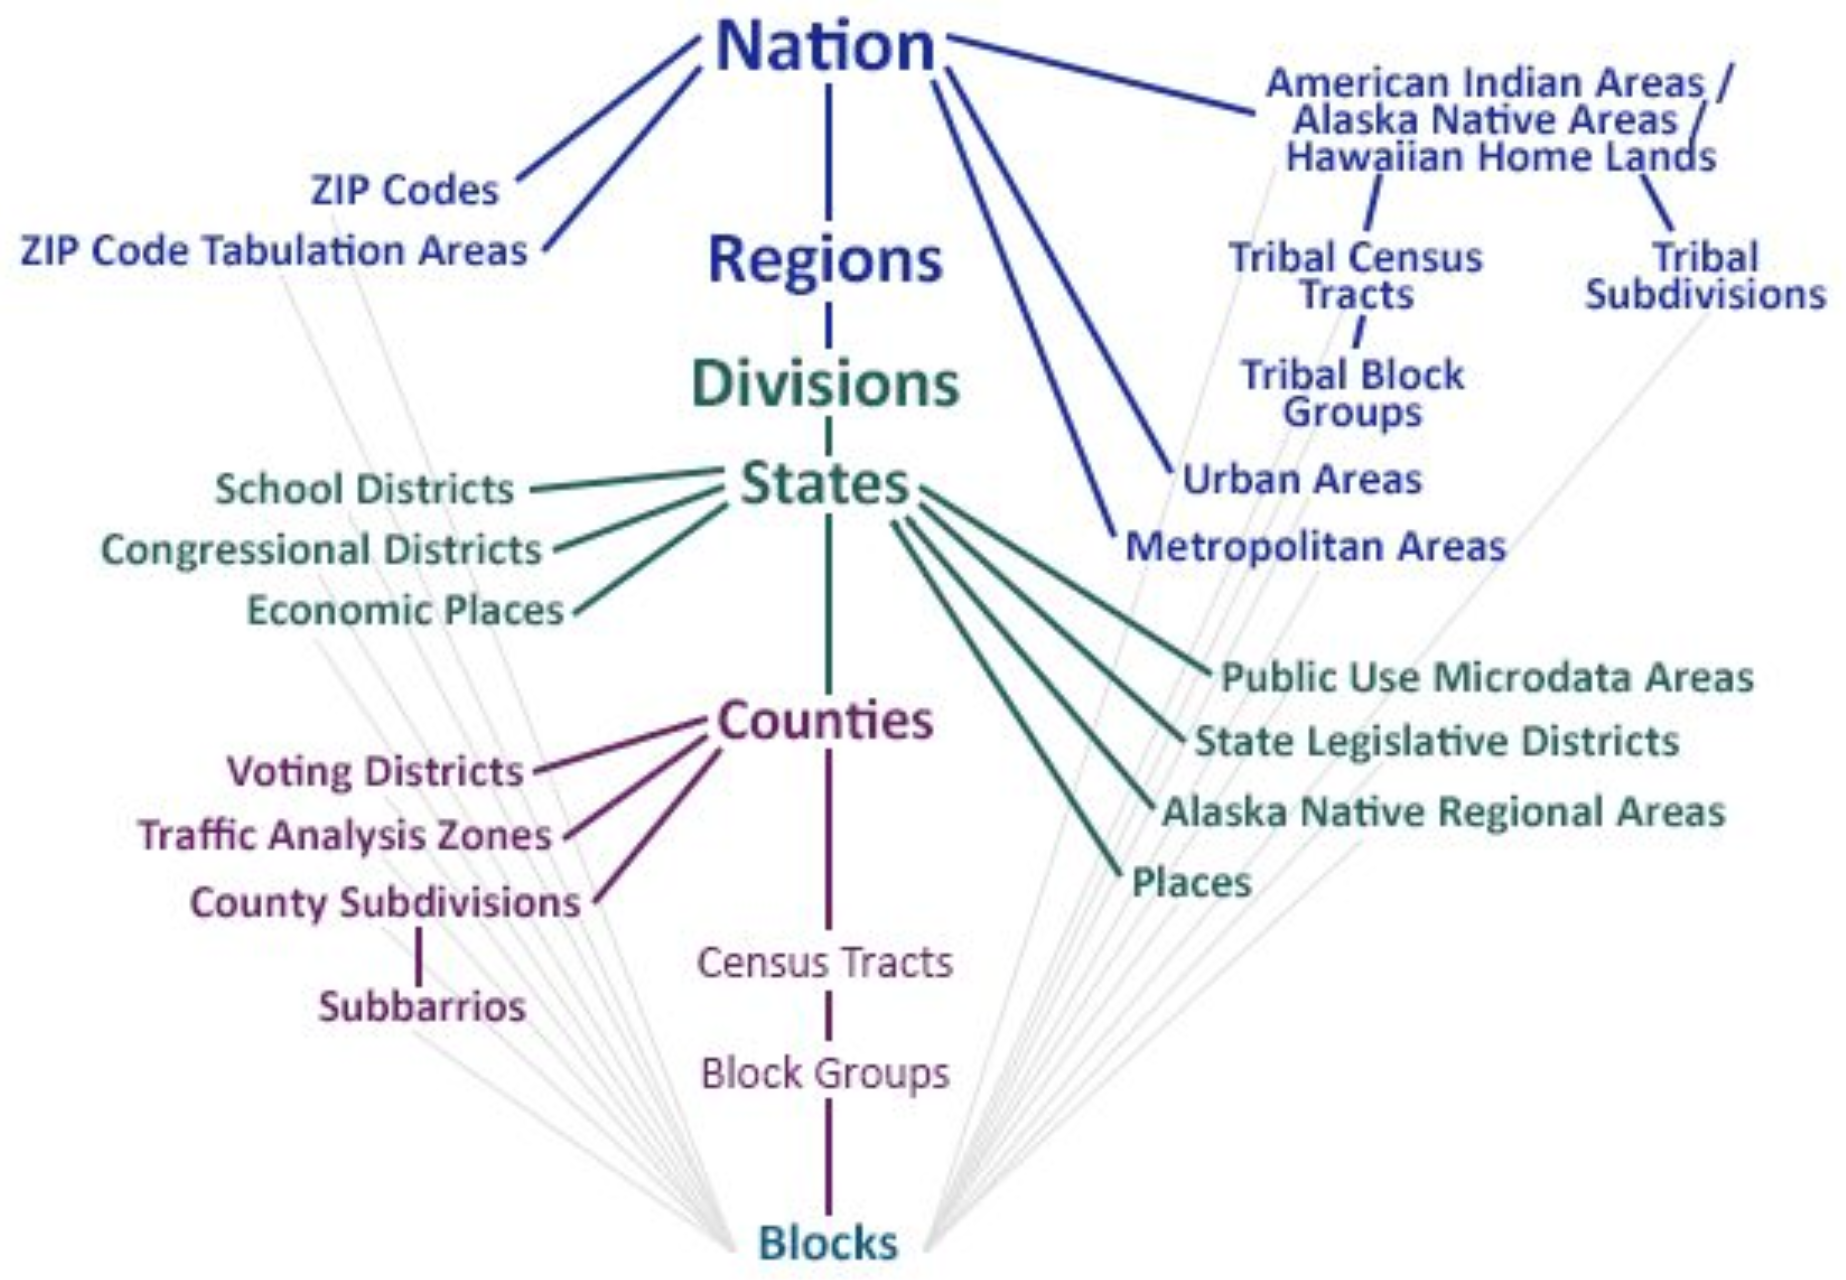 Nation
American Indian Areas /
Alaska Native Areas /
Hawaiian Home Lands
ZIP Codes
ZIP Code Tabulation Areas
Regions
Tribal Census
Tracts
Tribal
Subdivisions
Divisions
Tribal Block
Groups
States
School Districts
Congressional Districts
Economic Places
Urban Areas
Metropolitan Areas
Public Use Microdata Areas
State Legislative Districts
Alaska Native Regional Areas
Places
Counties
Voting Districts
Traffic Analysis Zones
County Subdivisions
Subbarrios
Census Tracts
Block Groups
Blocks